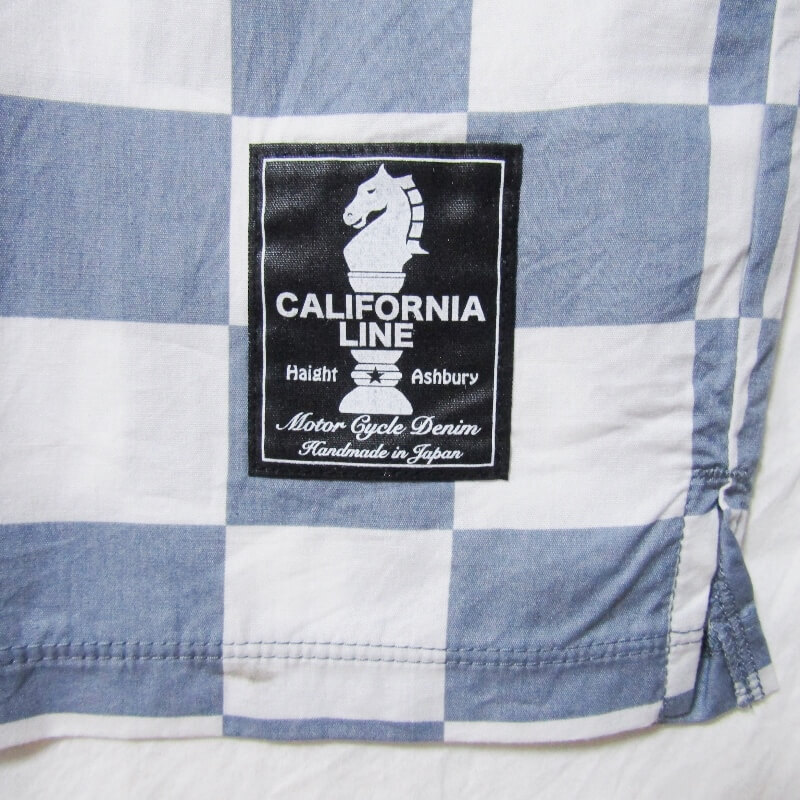 CALIFORNIA
LINE
Haight Ashbury
Motor Cycle Denim
Handmade in Japan